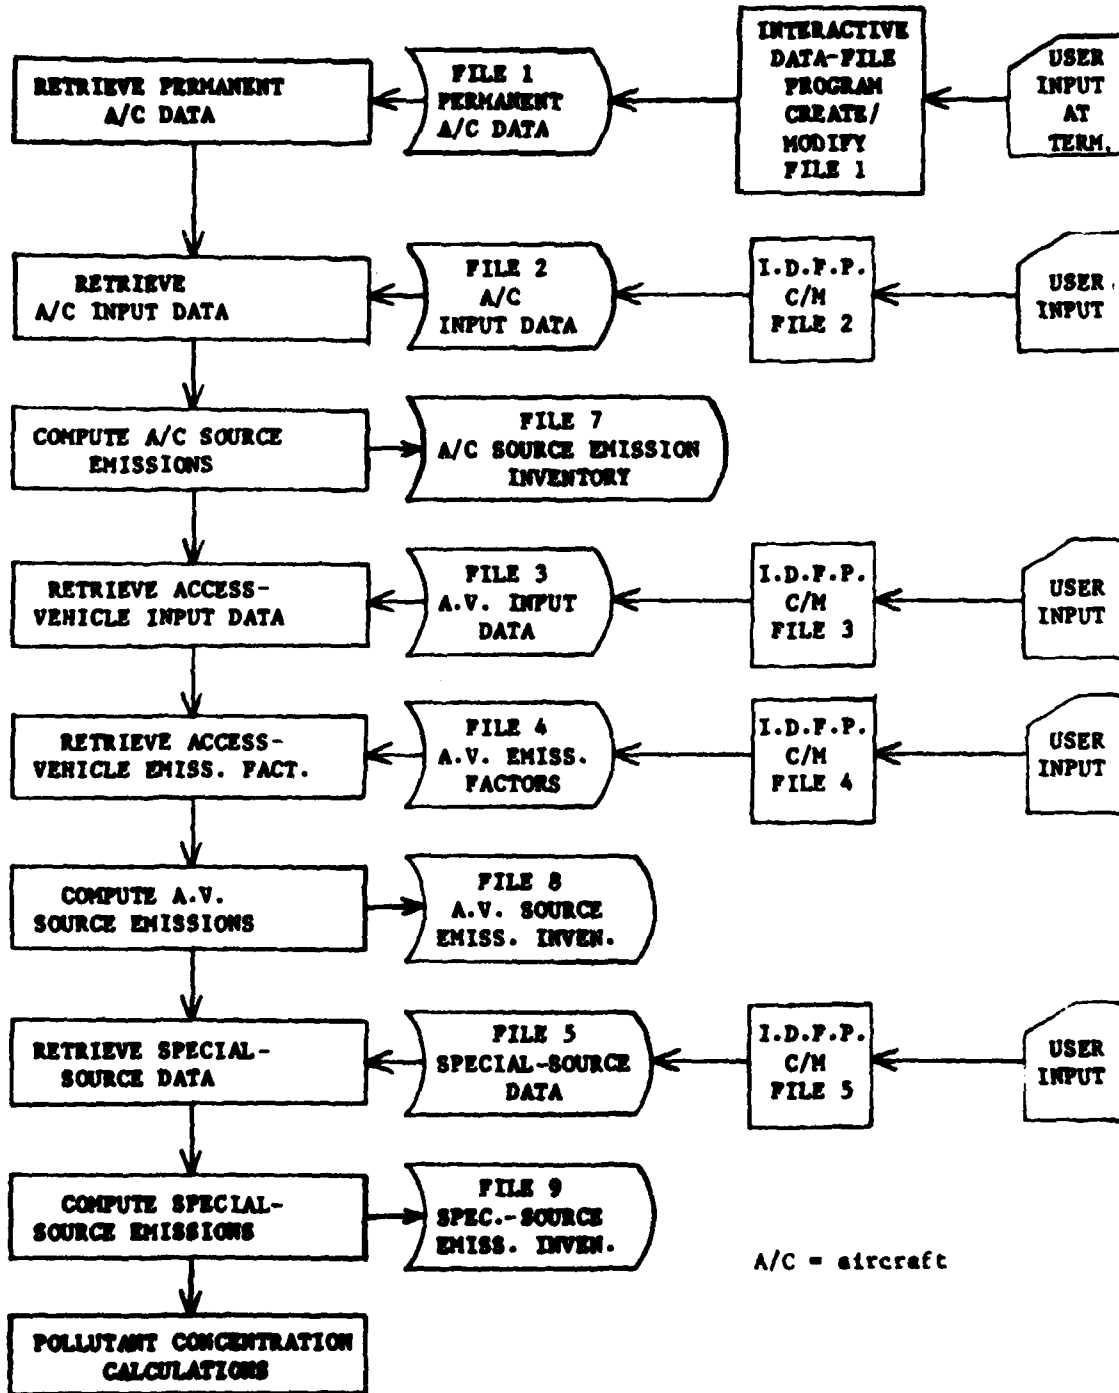 RETRIEVE PERMANENT
A/C DATA
FILE 1
PERMANENT
A/C DATA
INTERACTIVE
DATA-FILE
PROGRAM
CREATE/
MODIFY
FILE 1
USER
INPUT
AT
TERM.
RETRIEVE
A/C INPUT DATA
FILE 2
A/C
INPUT DATA
I.D.F.P.
C/M
FILE 2
USER
INPUT
COMPUTE A/C SOURCE
EMISSIONS
FILE 7
A/C SOURCE EMISSION
INVENTORY
RETRIEVE ACCESS-
VEHICLE INPUT DATA
FILE 3
A.V. INPUT
DATA
I.D.F.P.
C/M
FILE 3
USER
INPUT
RETRIEVE ACCESS-
VEHICLE EMISS. FACT.
FILE 4
A.V. EMISS.
FACTORS
I.D.F.P.
C/M
FILE 4
USER
INPUT
COMPUTE A.V.
SOURCE EMISSIONS
FILE 8
A.V. SOURCE
EMISS. INVEN.
RETRIEVE SPECIAL-
SOURCE DATA
FILE 5
SPECIAL-SOURCE
DATA
I.D.F.P.
C/M
FILE 5
USER
INPUT
COMPUTE SPECIAL-
SOURCE EMISSIONS
FILE 9
SPEC.-SOURCE
EMISS. INVEN.
A/C = aircraft
POLLUTANT CONCENTRATION
CALCULATIONS